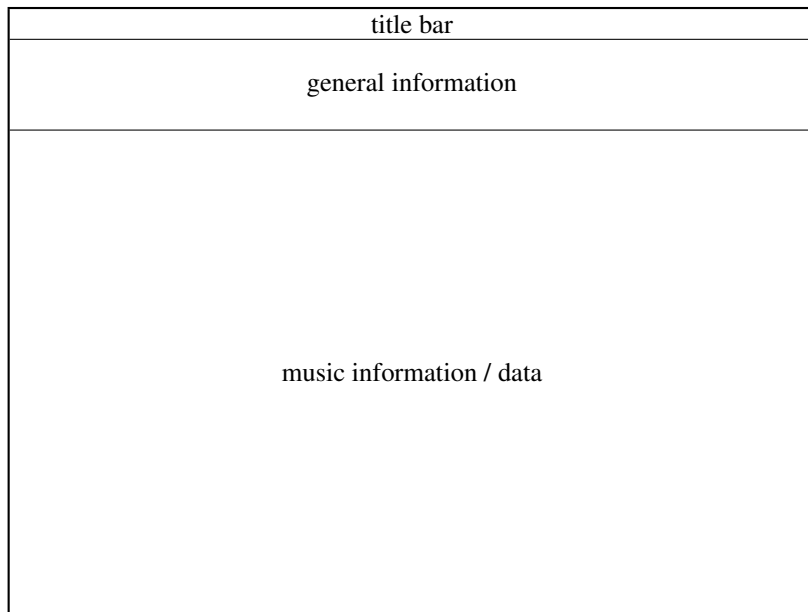 title bar
general information
music information / data